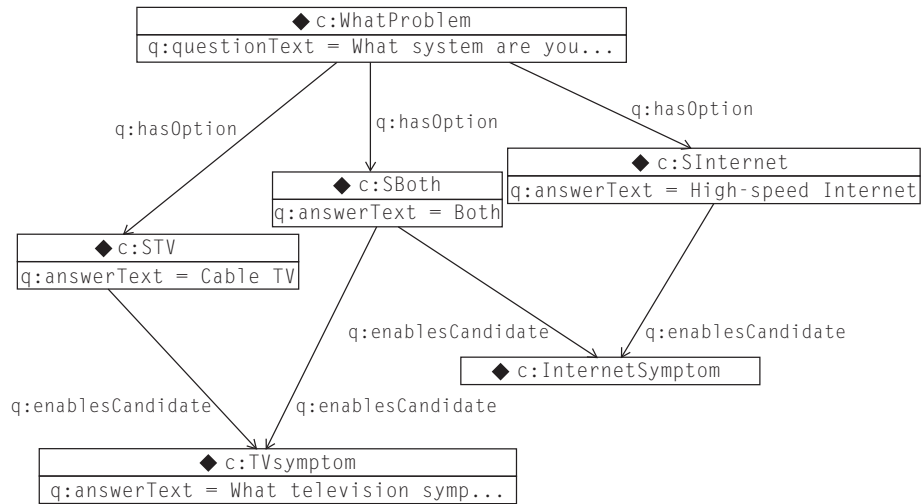 ◆ c:WhatProblem
q:questionText = What system are you...
q:hasOption
q:hasOption
q:hasOption
◆ c:SInternet
q:answerText = High-speed Internet
◆ c:SBoth
q:answerText = Both
◆ c:STV
q:answerText = Cable TV
q:enablesCandidate
q:enablesCandidate
◆ c:InternetSymptom
q:enablesCandidate
q:enablesCandidate
◆ c:TVsymptom
q:answerText = What television symp...